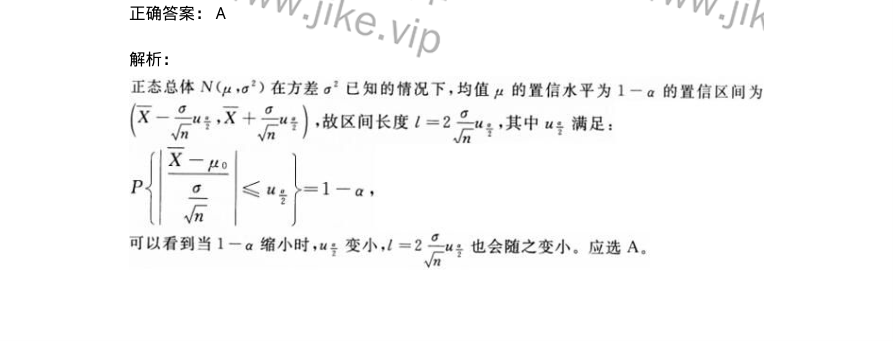 正确答案： A
www.jike.vip
解析：
正态总体 N(μ,σ²) 在方差 σ² 已知的情况下,均值 μ 的置信水平为 1－α 的置信区间为
(X̄ － σ/√n u_{α/2}, X̄ ＋ σ/√n u_{α/2}),故区间长度 l＝2 σ/√n u_{α/2},其中 u_{α/2} 满足：
P{|(X̄ － μ₀)/(σ/√n)| ≤ u_{α/2}}＝1－α,
可以看到当 1－α 缩小时,u_{α/2} 变小,l＝2 σ/√n u_{α/2} 也会随之变小。应选 A。